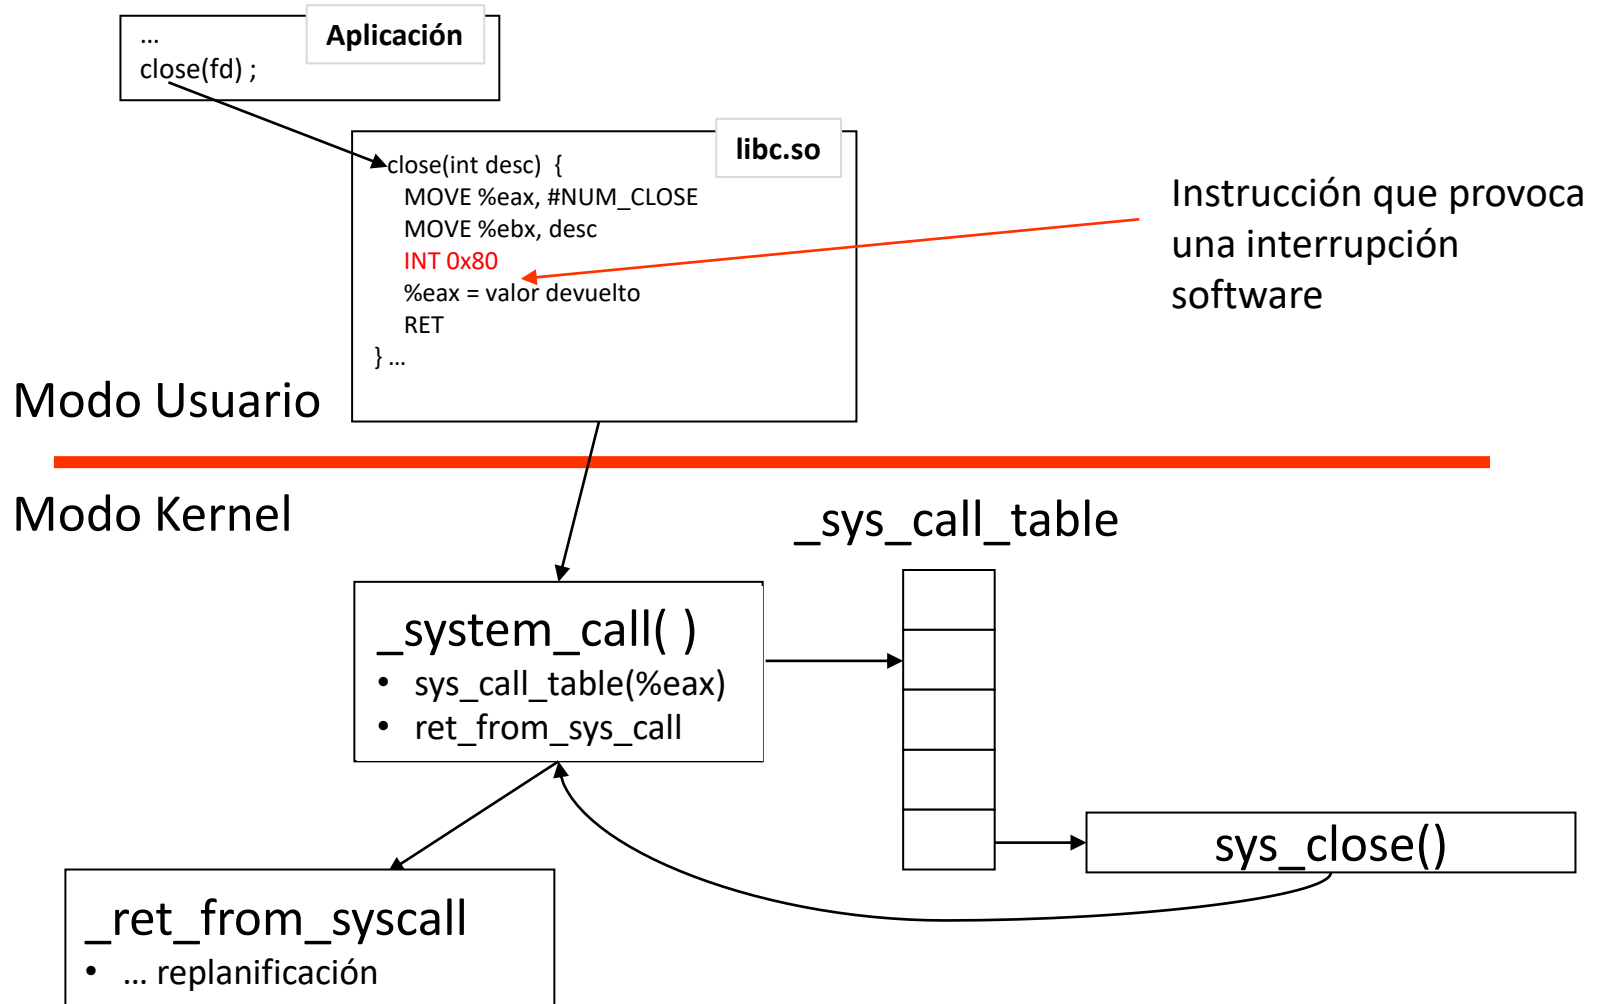 ...
close(fd) ;
Aplicación
libc.so
close(int desc) {
MOVE %eax, #NUM_CLOSE
MOVE %ebx, desc
INT 0x80
%eax = valor devuelto
RET
} ...
Instrucción que provoca
una interrupción
software
Modo Usuario
Modo Kernel
_sys_call_table
_system_call( )
• sys_call_table(%eax)
• ret_from_sys_call
sys_close()
_ret_from_syscall
• ... replanificación